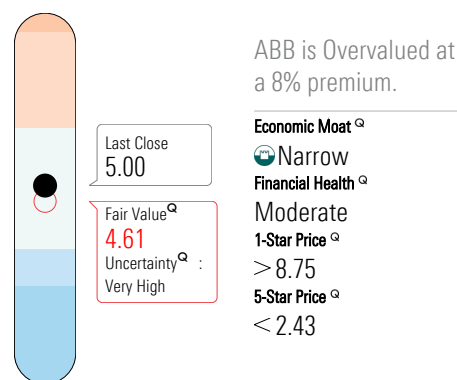 ABB is Overvalued at
a 8% premium.
Last Close
5.00
Fair Value Q
4.61
Uncertainty Q :
Very High
Economic Moat Q
Narrow
Financial Health Q
Moderate
1-Star Price Q
>8.75
5-Star Price Q
<2.43